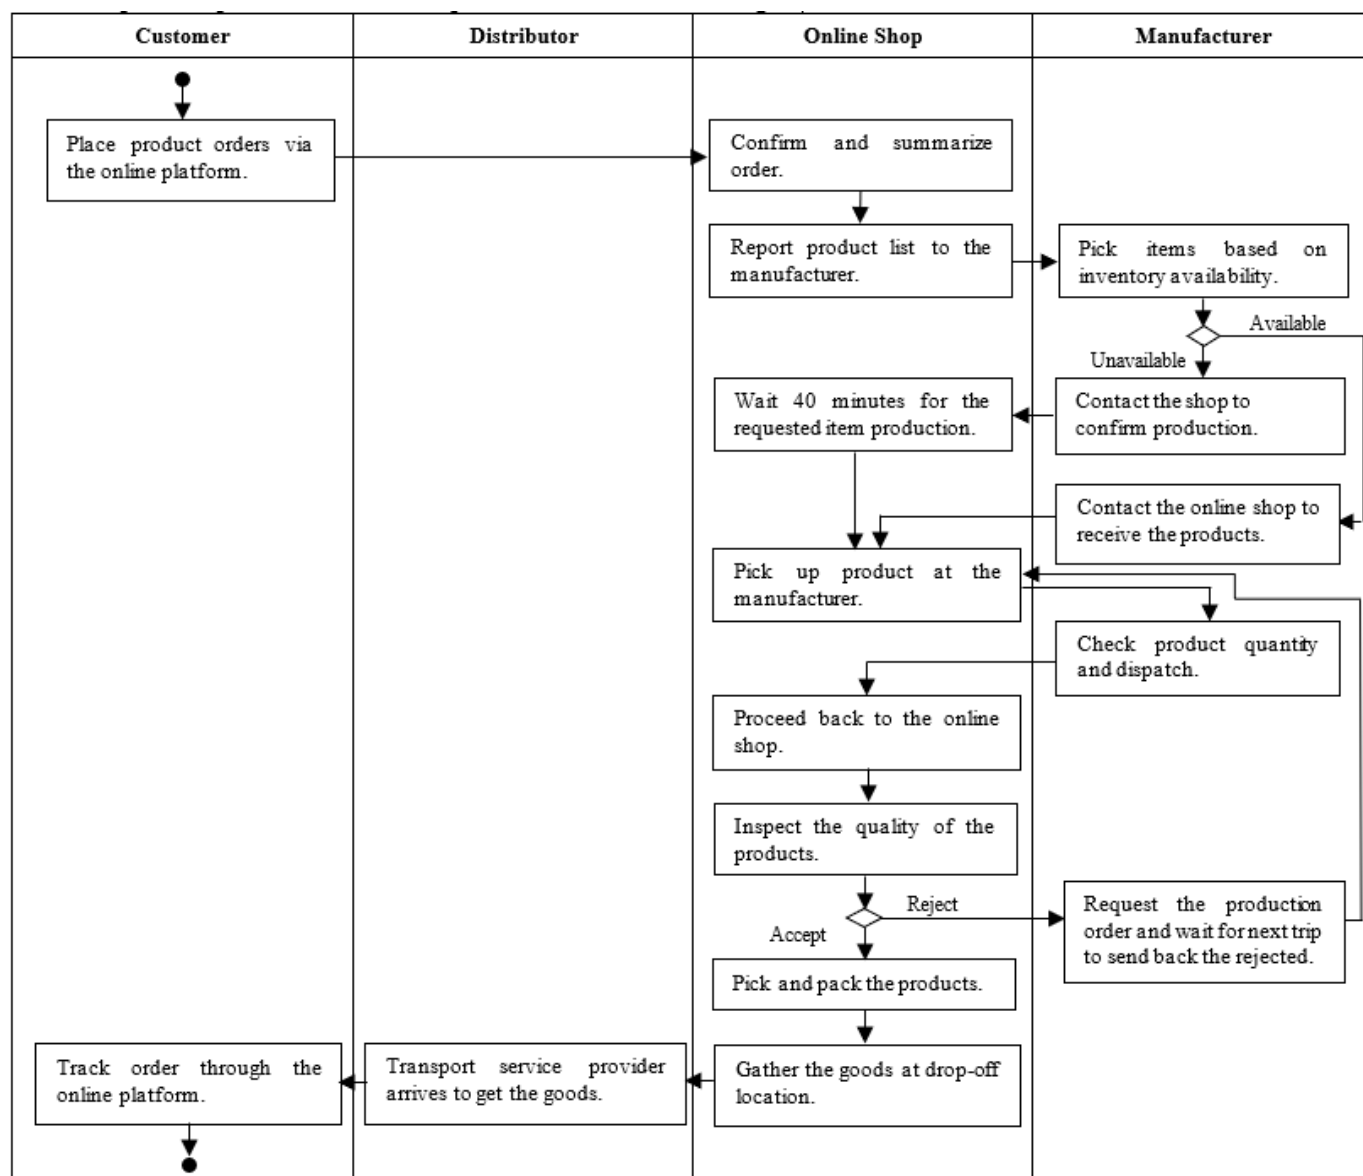 Customer
Distributor
Online Shop
Manufacturer
Place product orders via
the online platform.
Confirm and summarize
order.
Report product list to the
manufacturer.
Pick items based on
inventory availability.
Available
Unavailable
Wait 40 minutes for the
requested item production.
Contact the shop to
confirm production.
Contact the online shop to
receive the products.
Pick up product at the
manufacturer.
Check product quantity
and dispatch.
Proceed back to the online
shop.
Inspect the quality of the
products.
Reject
Accept
Request the production
order and wait for next trip
to send back the rejected.
Pick and pack the products.
Track order through the
online platform.
Transport service provider
arrives to get the goods.
Gather the goods at drop-off
location.